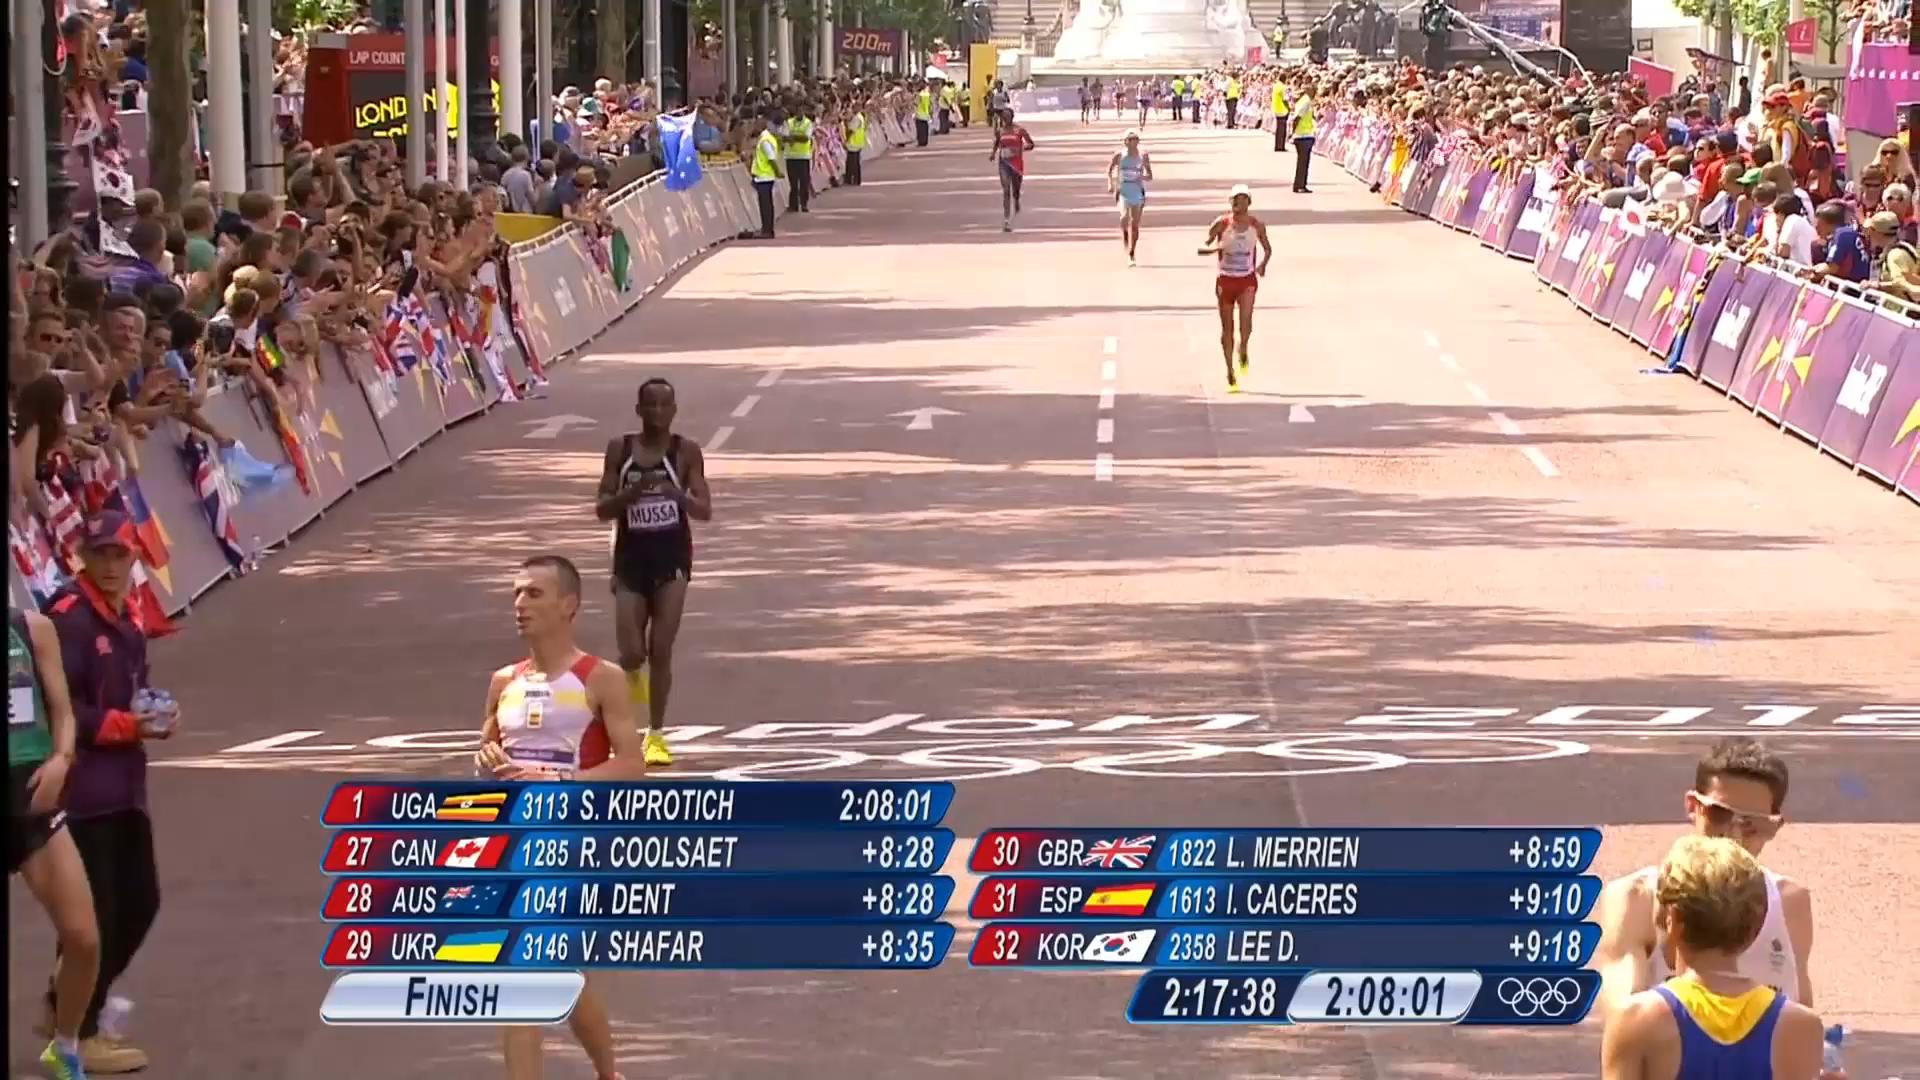 200m
LAP COUNT
LONDON
MUSSA
London 2012
1 UGA 3113 S. KIPROTICH 2:08:01
27 CAN 1285 R. COOLSAET +8:28
28 AUS 1041 M. DENT +8:28
29 UKR 3146 V. SHAFAR +8:35
30 GBR 1822 L. MERRIEN +8:59
31 ESP 1613 I. CACERES +9:10
32 KOR 2358 LEE D. +9:18
FINISH
2:17:38 2:08:01